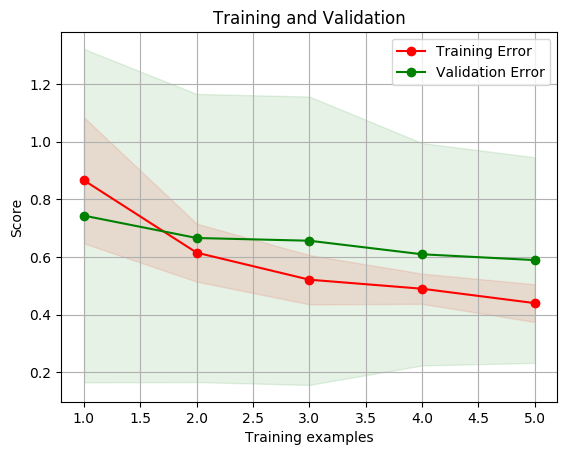 Training and Validation
Training Error
Validation Error
Score
1.2
1.0
0.8
0.6
0.4
0.2
1.0 1.5 2.0 2.5 3.0 3.5 4.0 4.5 5.0
Training examples